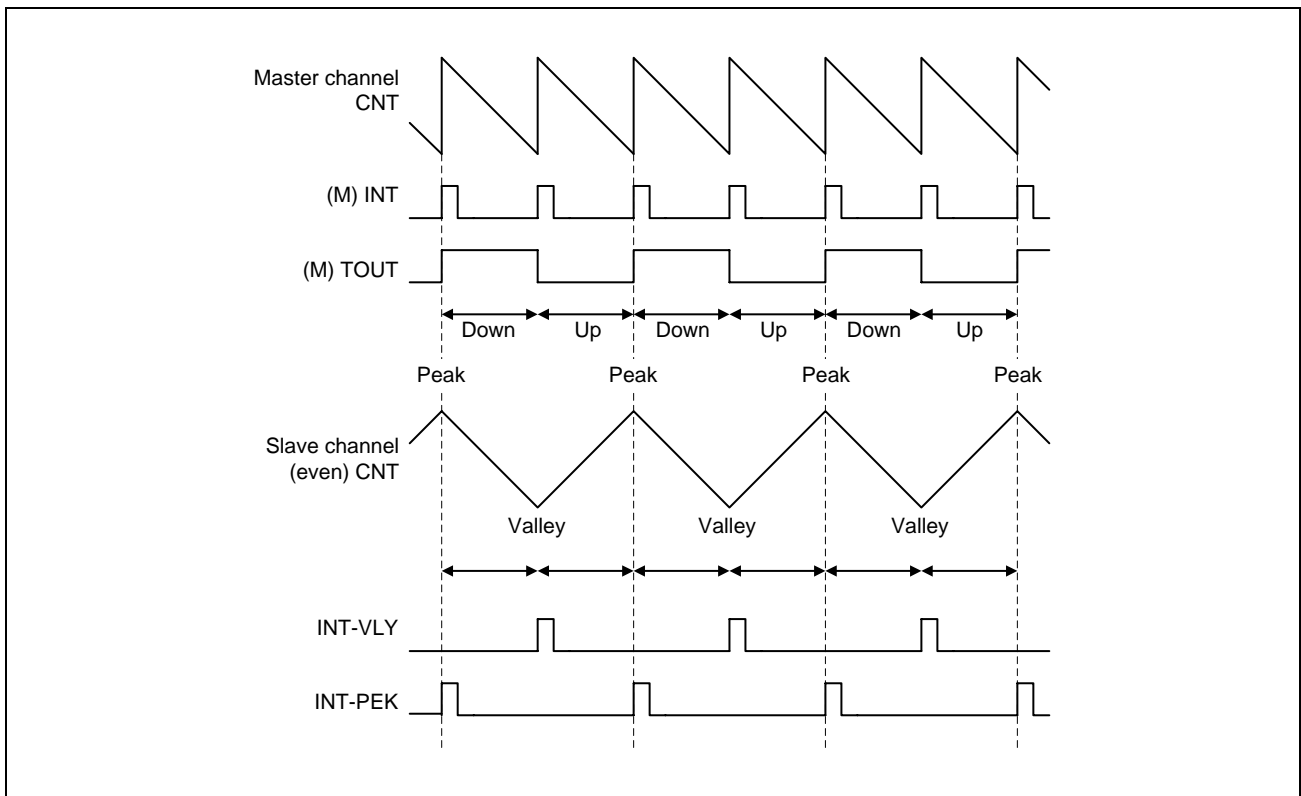 Master channel
CNT
(M) INT
(M) TOUT
Down Up Down Up Down Up
Peak Peak Peak Peak
Slave channel
(even) CNT
Valley Valley Valley
INT-VLY
INT-PEK